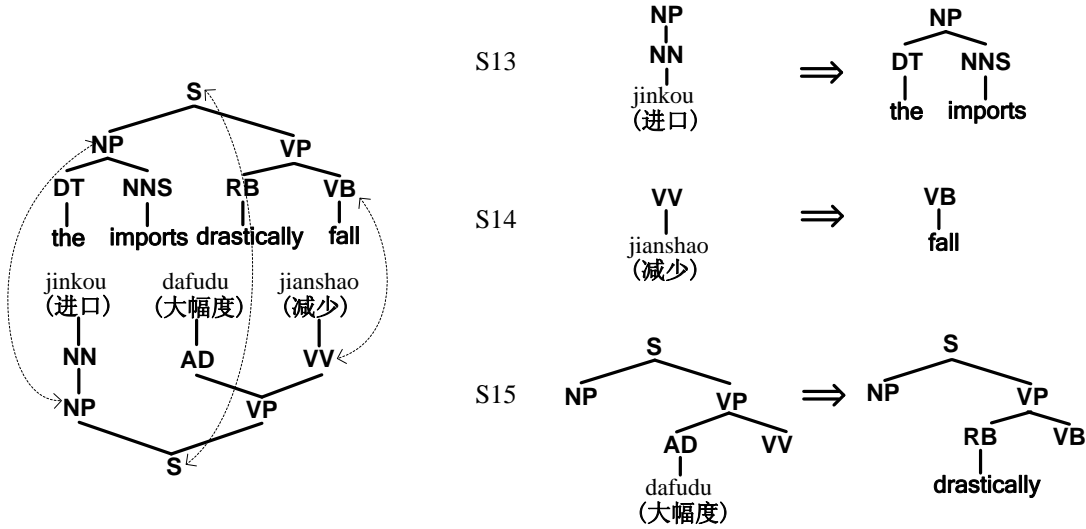 S
NP VP
DT NNS RB VB
the imports drastically fall
jinkou dafudu jianshao
(进口) (大幅度) (减少)
NN AD VV
NP VP
S
S13
NP
NN
jinkou
(进口)
⇒
NP
DT NNS
the imports
S14
VV
jianshao
(减少)
⇒
VB
fall
S15
S
NP VP
AD VV
dafudu
(大幅度)
⇒
S
NP VP
RB VB
drastically